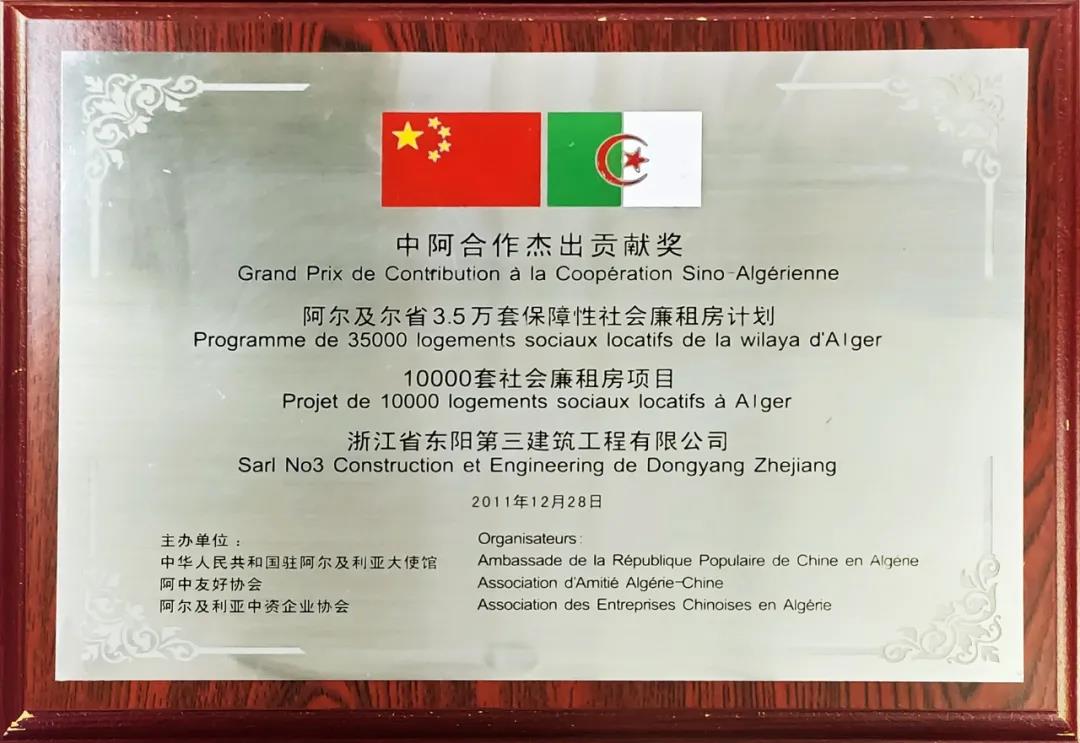 中阿合作杰出贡献奖
Grand Prix de Contribution à la Coopération Sino-Algérienne
阿尔及尔省3.5万套保障性社会廉租房计划
Programme de 35000 logements sociaux locatifs de la wilaya d'Alger
10000套社会廉租房项目
Projet de 10000 logements sociaux locatifs à Alger
浙江省东阳第三建筑工程有限公司
Sarl No3 Construction et Engineering de Dongyang Zhejiang
2011年12月28日
主办单位：
中华人民共和国驻阿尔及利亚大使馆
阿中友好协会
阿尔及利亚中资企业协会
Organisateurs:
Ambassade de la République Populaire de Chine en Algérie
Association d'Amitié Algérie-Chine
Association des Entreprises Chinoises en Algérie